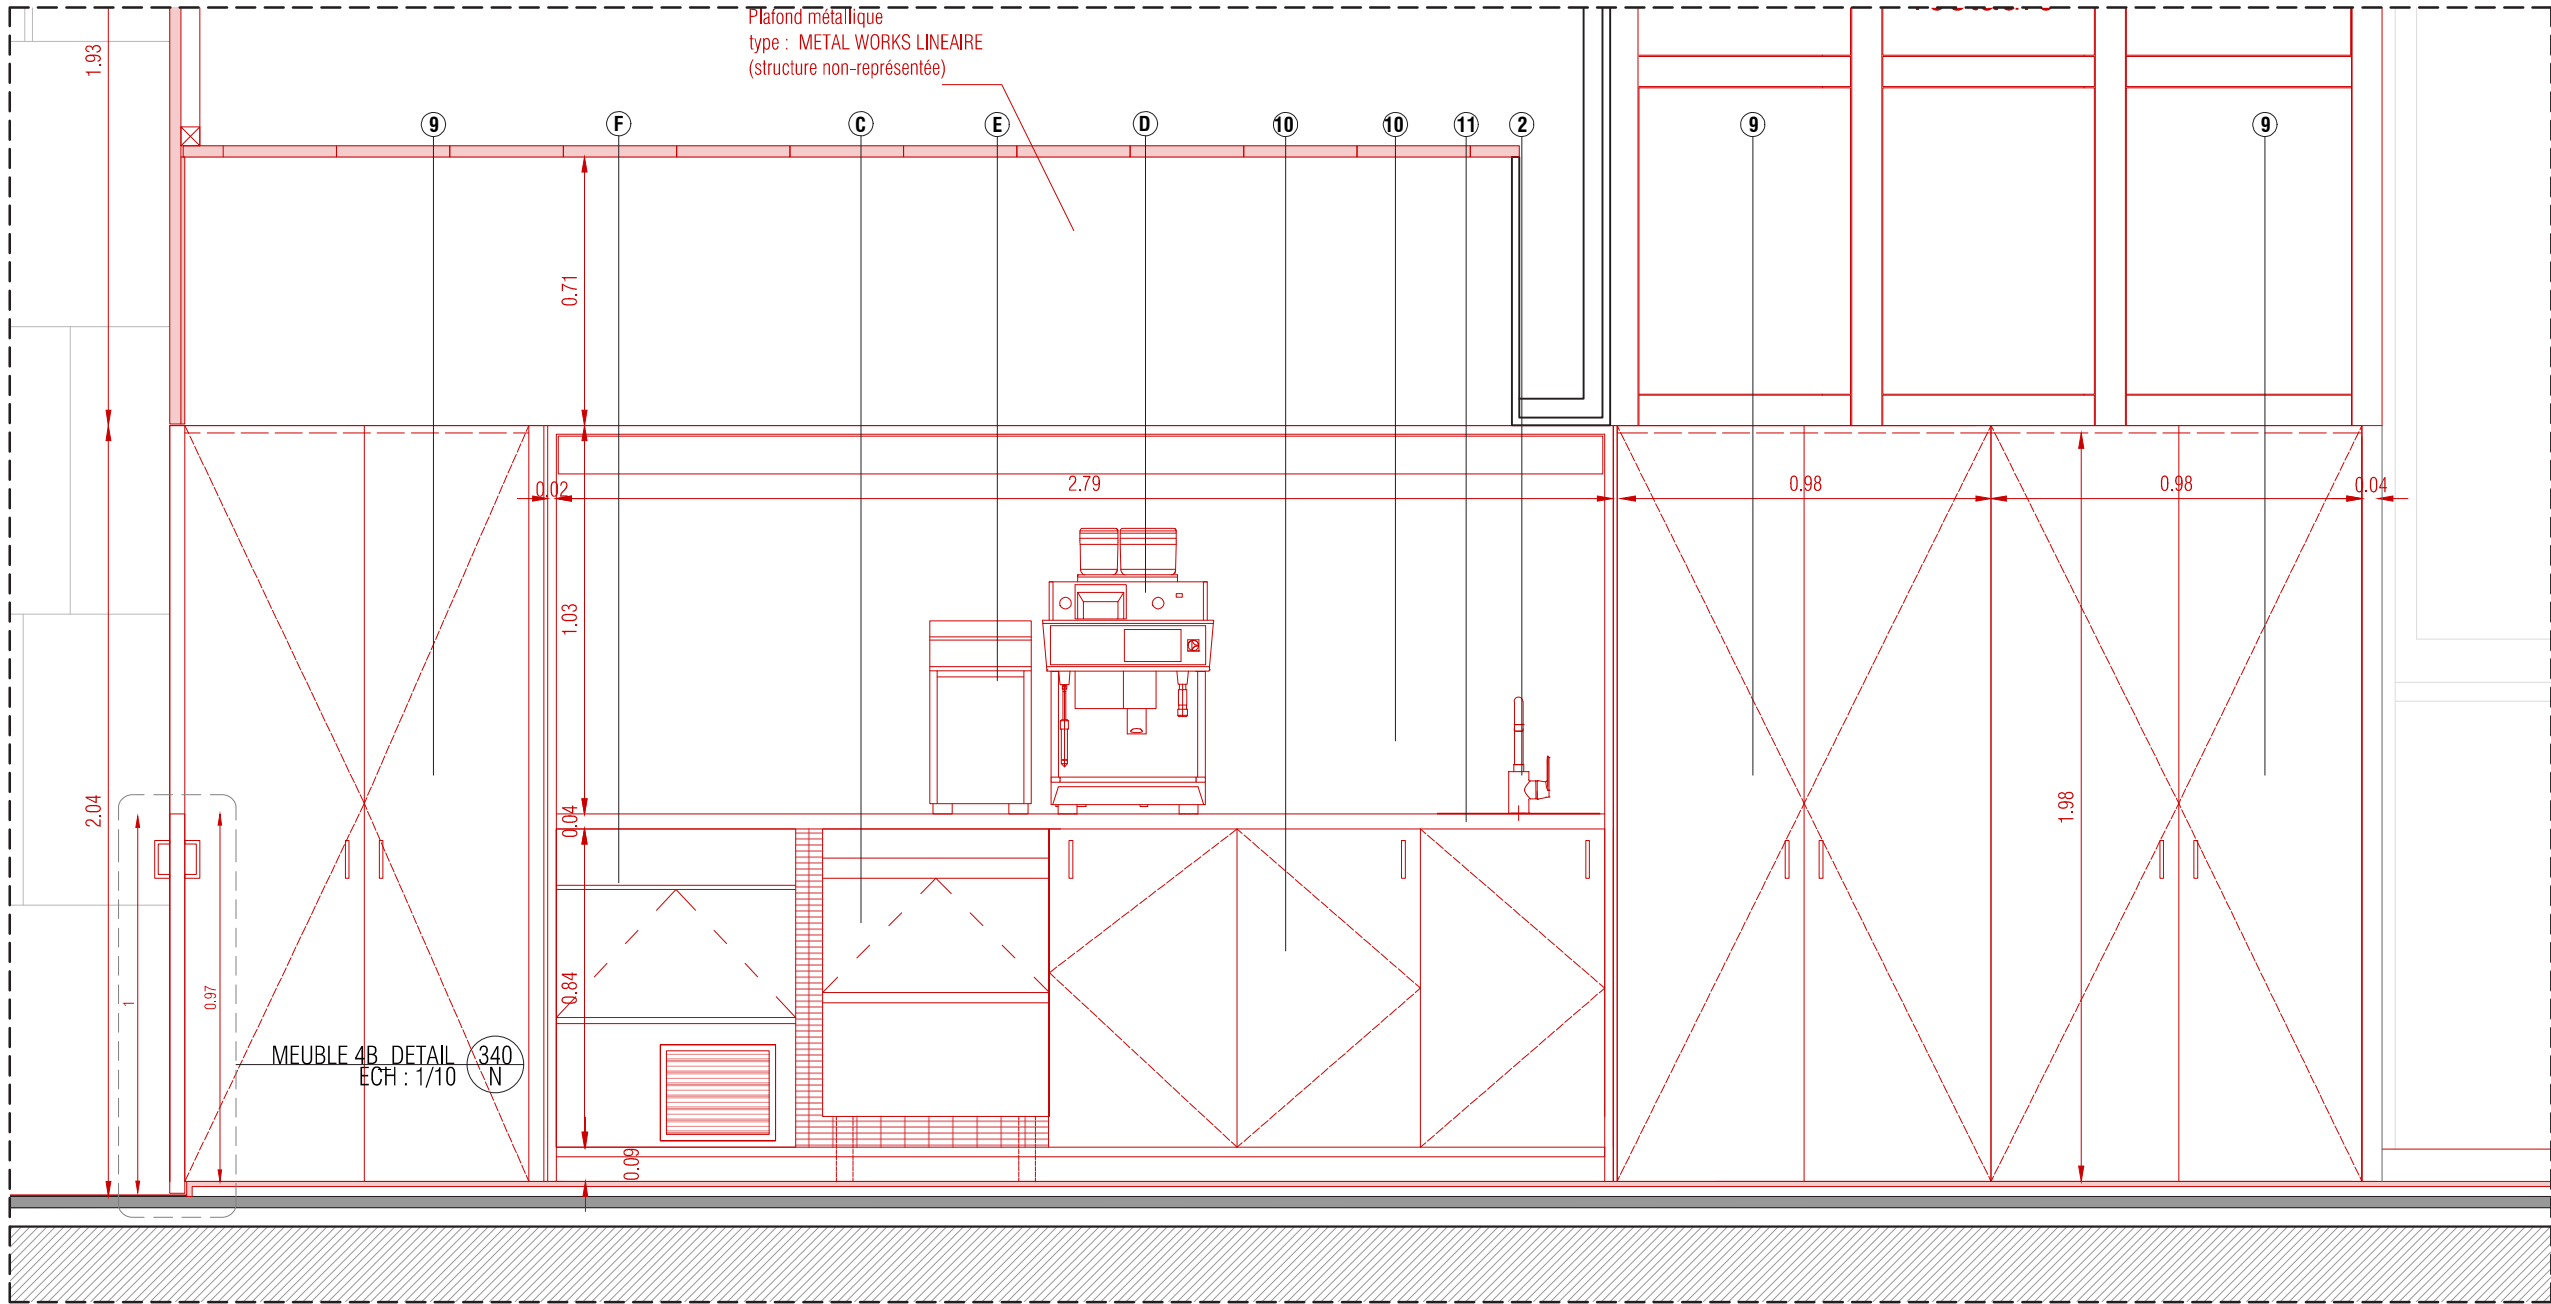 Plafond métallique
type : METAL WORKS LINEAIRE
(structure non-représentée)
1.93
9
F
C
E
D
10
10
11
2
9
9
0.71
0.02
2.79
0.98
0.98
0.04
1.03
2.04
0.04
1.98
0.84
1
0.97
MEUBLE 4B_DETAIL
ECH : 1/10
340
N
0.09